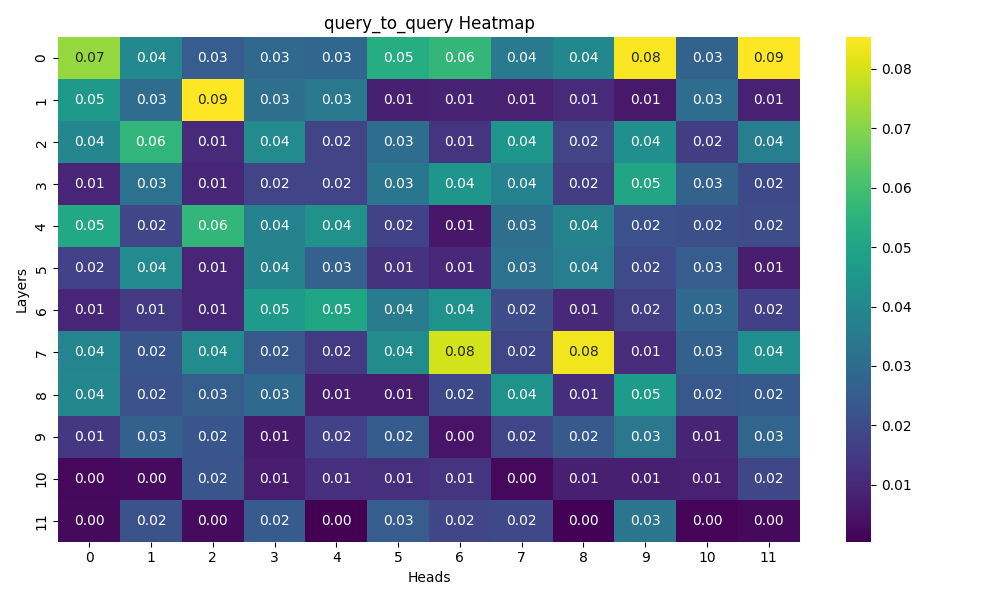 query_to_query Heatmap
0 0.07 0.04 0.03 0.03 0.03 0.05 0.06 0.04 0.04 0.08 0.03 0.09
1 0.05 0.03 0.09 0.03 0.03 0.01 0.01 0.01 0.01 0.01 0.03 0.01
2 0.04 0.06 0.01 0.04 0.02 0.03 0.01 0.04 0.02 0.04 0.02 0.04
3 0.01 0.03 0.01 0.02 0.02 0.03 0.04 0.04 0.02 0.05 0.03 0.02
4 0.05 0.02 0.06 0.04 0.04 0.02 0.01 0.03 0.04 0.02 0.02 0.02
5 0.02 0.04 0.01 0.04 0.03 0.01 0.01 0.03 0.04 0.02 0.03 0.01
6 0.01 0.01 0.01 0.05 0.05 0.04 0.04 0.02 0.01 0.02 0.03 0.02
7 0.04 0.02 0.04 0.02 0.02 0.04 0.08 0.02 0.08 0.01 0.03 0.04
8 0.04 0.02 0.03 0.03 0.01 0.01 0.02 0.04 0.01 0.05 0.02 0.02
9 0.01 0.03 0.02 0.01 0.02 0.02 0.00 0.02 0.02 0.03 0.01 0.03
10 0.00 0.00 0.02 0.01 0.01 0.01 0.01 0.00 0.01 0.01 0.01 0.02
11 0.00 0.02 0.00 0.02 0.00 0.03 0.02 0.02 0.00 0.03 0.00 0.00
0 1 2 3 4 5 6 7 8 9 10 11
Heads
Layers
0.08
0.07
0.06
0.05
0.04
0.03
0.02
0.01